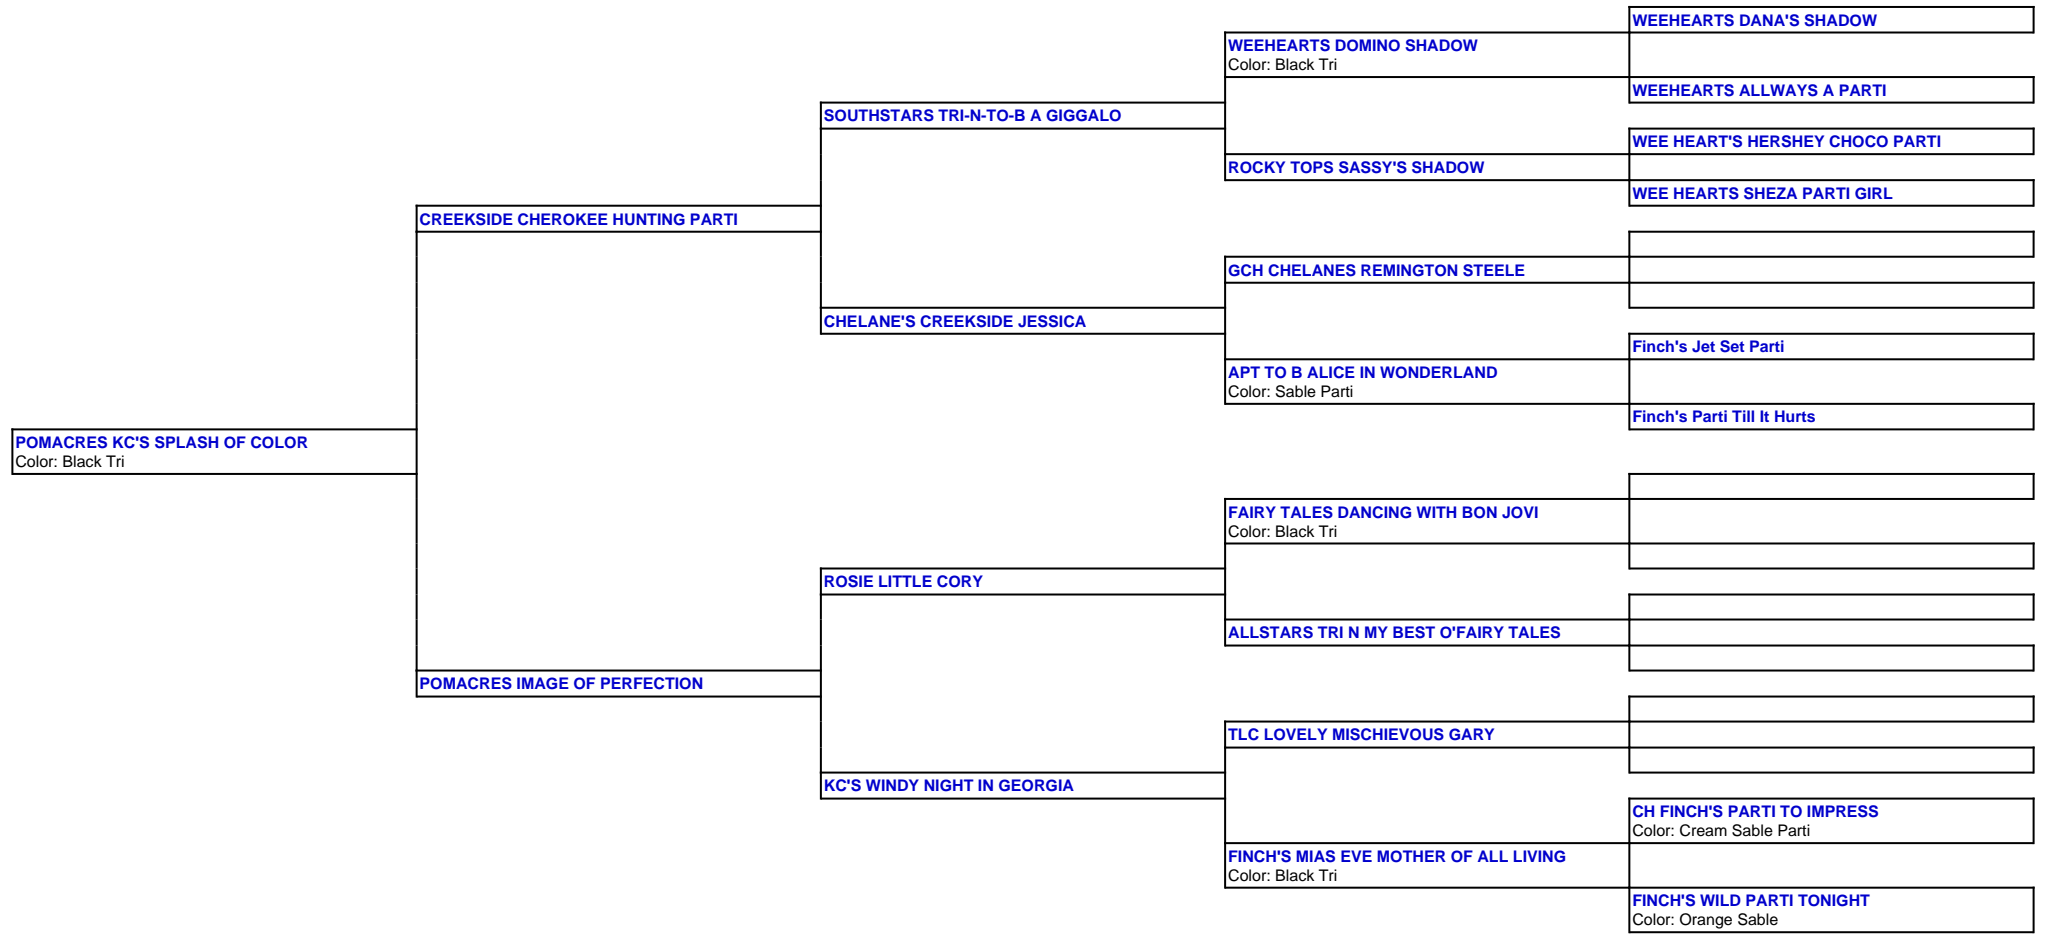 WEEHEARTS DANA'S SHADOW
WEEHEARTS DOMINO SHADOW
Color: Black Tri
WEEHEARTS ALLWAYS A PARTI
SOUTHSTARS TRI-N-TO-B A GIGGALO
WEE HEART'S HERSHEY CHOCO PARTI
ROCKY TOPS SASSY'S SHADOW
WEE HEARTS SHEZA PARTI GIRL
CREEKSIDE CHEROKEE HUNTING PARTI
GCH CHELANES REMINGTON STEELE
CHELANE'S CREEKSIDE JESSICA
Finch's Jet Set Parti
APT TO B ALICE IN WONDERLAND
Color: Sable Parti
Finch's Parti Till It Hurts
POMACRES KC'S SPLASH OF COLOR
Color: Black Tri
FAIRY TALES DANCING WITH BON JOVI
Color: Black Tri
ROSIE LITTLE CORY
ALLSTARS TRI N MY BEST O'FAIRY TALES
POMACRES IMAGE OF PERFECTION
TLC LOVELY MISCHIEVOUS GARY
KC'S WINDY NIGHT IN GEORGIA
CH FINCH'S PARTI TO IMPRESS
Color: Cream Sable Parti
FINCH'S MIAS EVE MOTHER OF ALL LIVING
Color: Black Tri
FINCH'S WILD PARTI TONIGHT
Color: Orange Sable